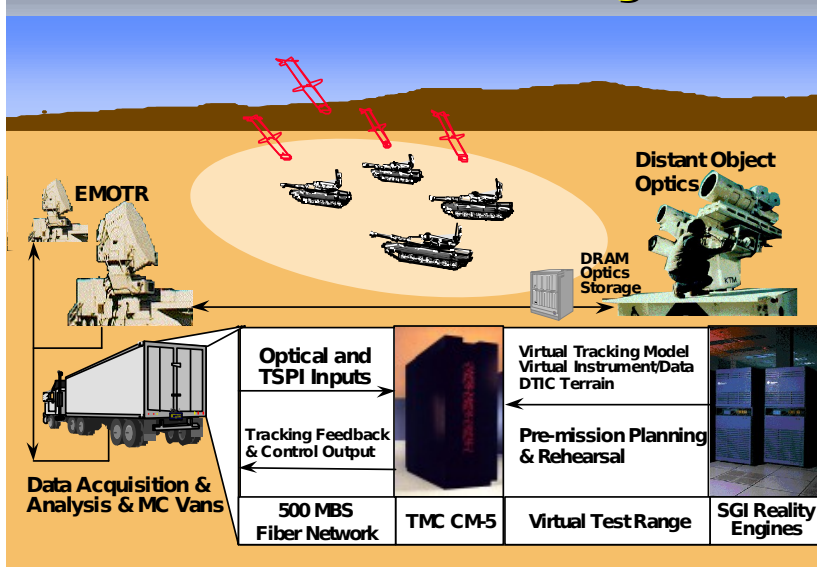 Distant Object
Optics
EMOTR
DRAM
Optics
Storage
KTM
Optical and
TSPI Inputs
Tracking Feedback
& Control Output
Virtual Tracking Model
Virtual Instrument/Data
DTIC Terrain
Pre-mission Planning
& Rehearsal
Data Acquisition &
Analysis & MC Vans
500 MBS
Fiber Network
TMC CM-5
Virtual Test Range
SGI Reality
Engines